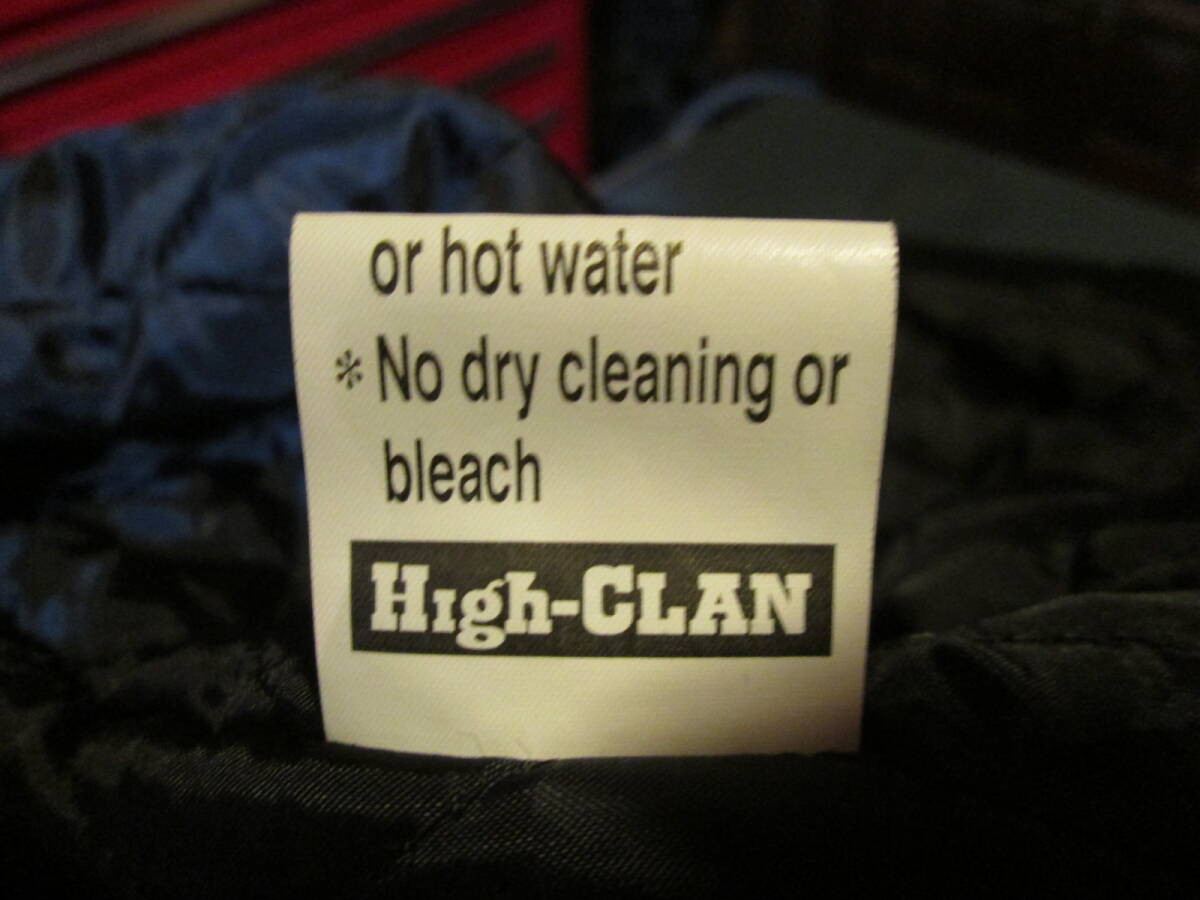 or hot water
* No dry cleaning or
bleach
High-CLAN